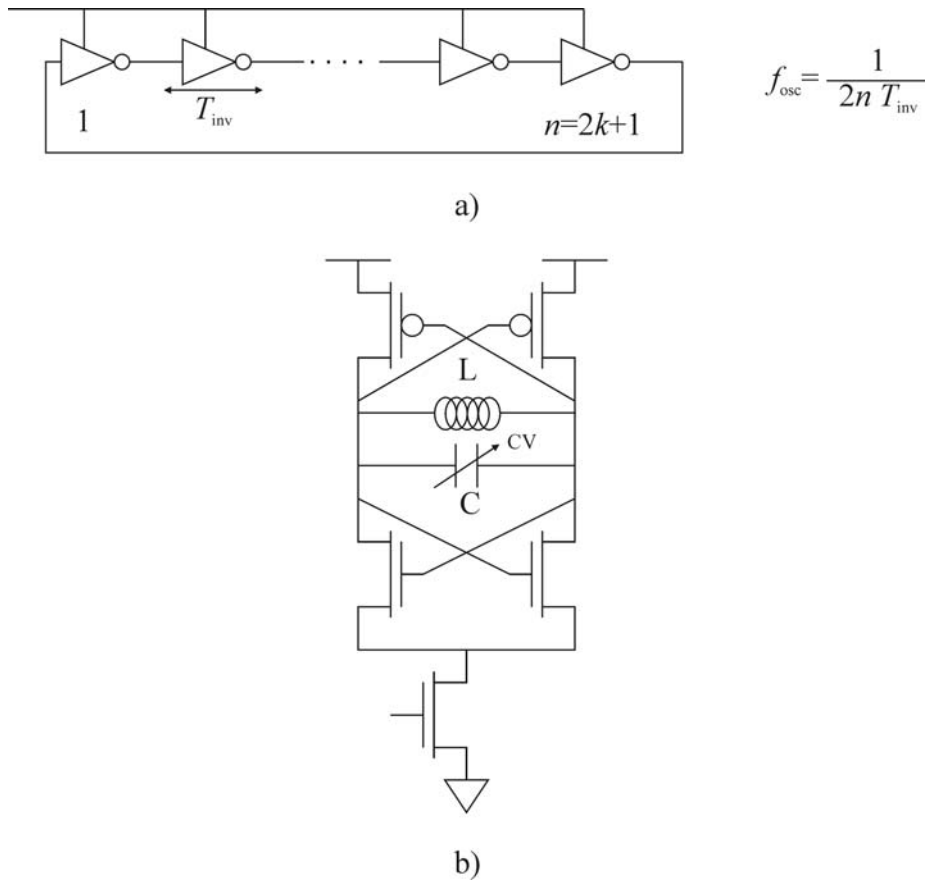 1
T_inv
n=2k+1
f_osc= 1 / 2n T_inv
a)
L
CV
C
b)